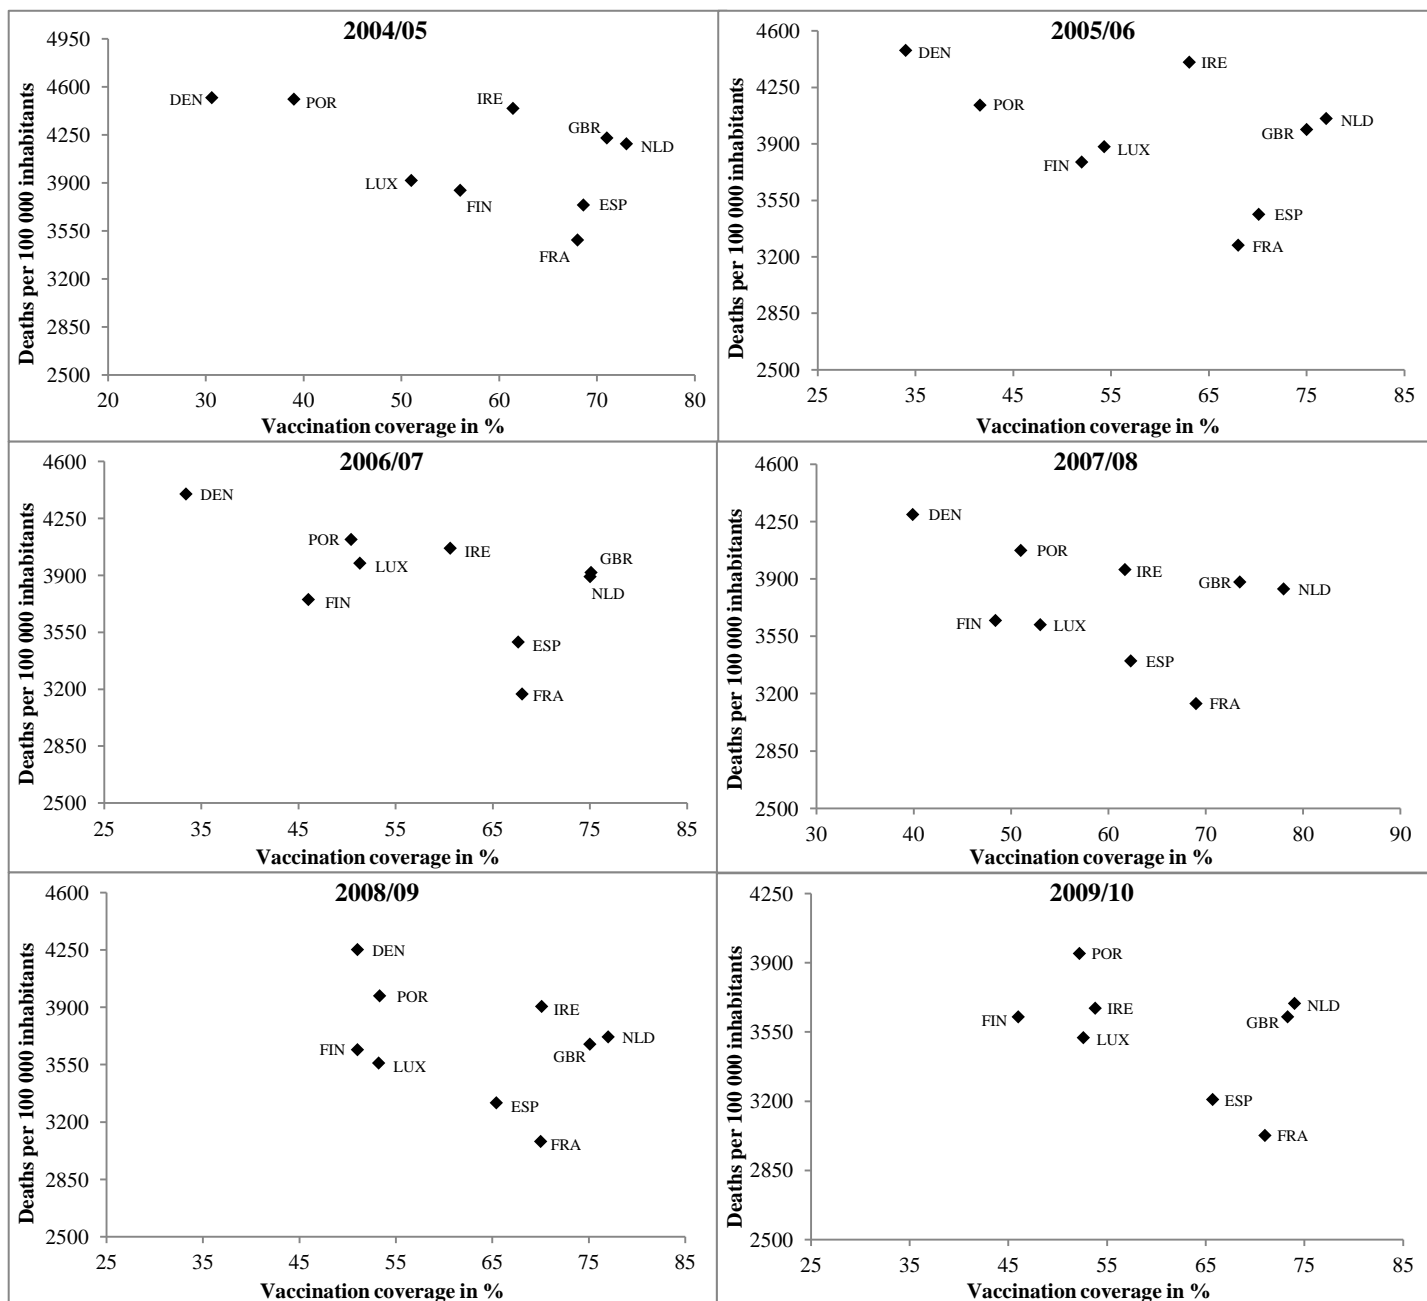 2004/05
Deaths per 100 000 inhabitants
4950
4600
4250
3900
3550
3200
2850
2500
DEN
POR
IRE
GBR
NLD
LUX
FIN
ESP
FRA
20 30 40 50 60 70 80
Vaccination coverage in %
2005/06
Deaths per 100 000 inhabitants
4600
4250
3900
3550
3200
2850
2500
DEN
IRE
POR
NLD
GBR
LUX
FIN
ESP
FRA
25 35 45 55 65 75 85
Vaccination coverage in %
2006/07
Deaths per 100 000 inhabitants
4600
4250
3900
3550
3200
2850
2500
DEN
POR
IRE
LUX
GBR
NLD
FIN
ESP
FRA
25 35 45 55 65 75 85
Vaccination coverage in %
2007/08
Deaths per 100 000 inhabitants
4600
4250
3900
3550
3200
2850
2500
DEN
POR
IRE
GBR
NLD
FIN
LUX
ESP
FRA
30 40 50 60 70 80 90
Vaccination coverage in %
2008/09
Deaths per 100 000 inhabitants
4600
4250
3900
3550
3200
2850
2500
DEN
POR
IRE
NLD
FIN
GBR
LUX
ESP
FRA
25 35 45 55 65 75 85
Vaccination coverage in %
2009/10
Deaths per 100 000 inhabitants
4250
3900
3550
3200
2850
2500
POR
NLD
IRE
FIN
GBR
LUX
ESP
FRA
25 35 45 55 65 75 85
Vaccination coverage in %